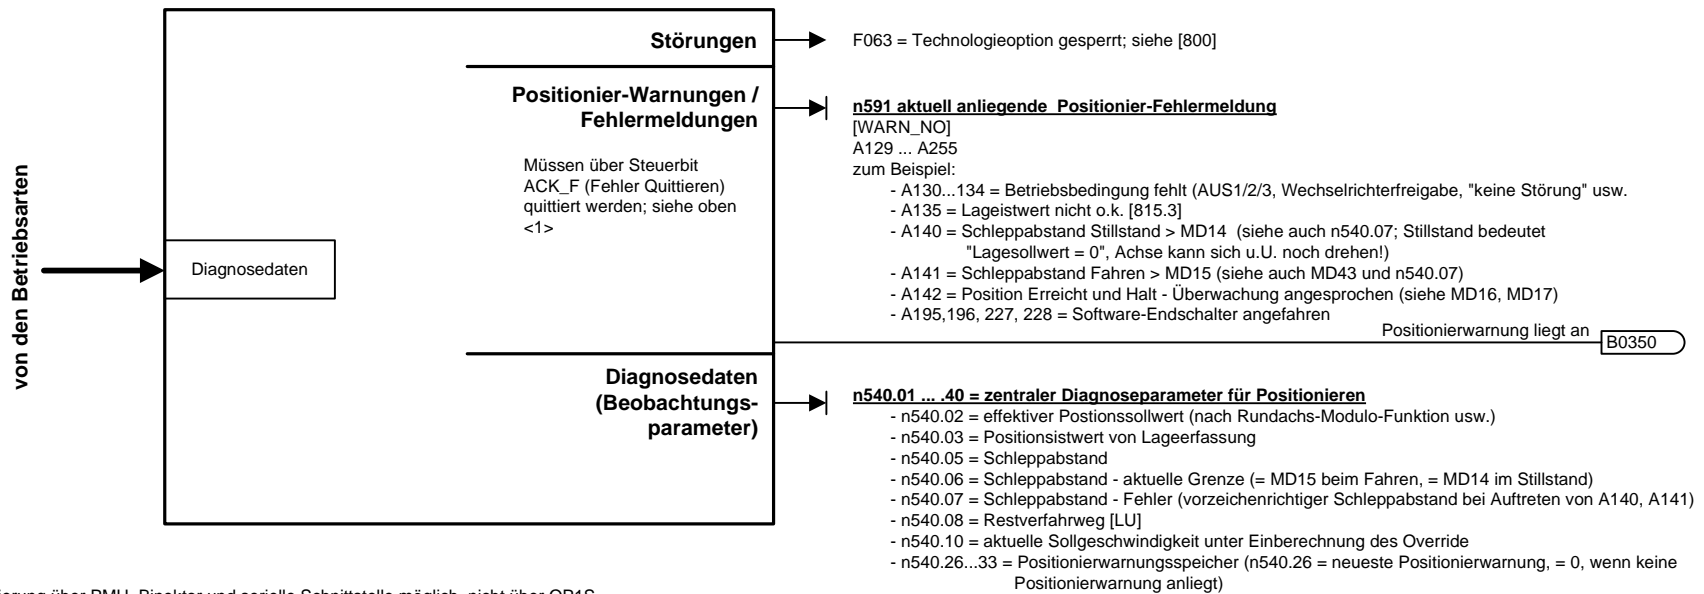 von den Betriebsarten
Diagnosedaten
Störungen
F063 = Technologieoption gesperrt; siehe [800]
Positionier-Warnungen /
Fehlermeldungen
Müssen über Steuerbit
ACK_F (Fehler Quittieren)
quittiert werden; siehe oben
<1>
n591 aktuell anliegende Positionier-Fehlermeldung
[WARN_NO]
A129 ... A255
zum Beispiel:
- A130...134 = Betriebsbedingung fehlt (AUS1/2/3, Wechselrichterfreigabe, "keine Störung" usw.
- A135 = Lageistwert nicht o.k. [815.3]
- A140 = Schleppabstand Stillstand > MD14 (siehe auch n540.07; Stillstand bedeutet
"Lagesollwert = 0", Achse kann sich u.U. noch drehen!)
- A141 = Schleppabstand Fahren > MD15 (siehe auch MD43 und n540.07)
- A142 = Position Erreicht und Halt - Überwachung angesprochen (siehe MD16, MD17)
- A195,196, 227, 228 = Software-Endschalter angefahren
Positionierwarnung liegt an
B0350
Diagnosedaten
(Beobachtungs-
parameter)
n540.01 ... .40 = zentraler Diagnoseparameter für Positionieren
- n540.02 = effektiver Postionssollwert (nach Rundachs-Modulo-Funktion usw.)
- n540.03 = Positionsistwert von Lageerfassung
- n540.05 = Schleppabstand
- n540.06 = Schleppabstand - aktuelle Grenze (= MD15 beim Fahren, = MD14 im Stillstand)
- n540.07 = Schleppabstand - Fehler (vorzeichenrichtiger Schleppabstand bei Auftreten von A140, A141)
- n540.08 = Restverfahrweg [LU]
- n540.10 = aktuelle Sollgeschwindigkeit unter Einberechnung des Override
- n540.26...33 = Positionierwarnungsspeicher (n540.26 = neueste Positionierwarnung, = 0, wenn keine
Positionierwarnung anliegt)